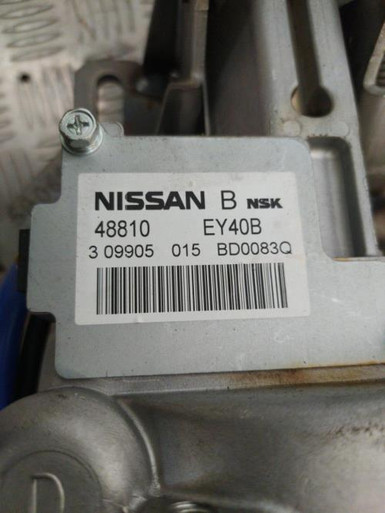 NISSAN B NSK
48810 EY40B
3 09905 015 BD0083Q